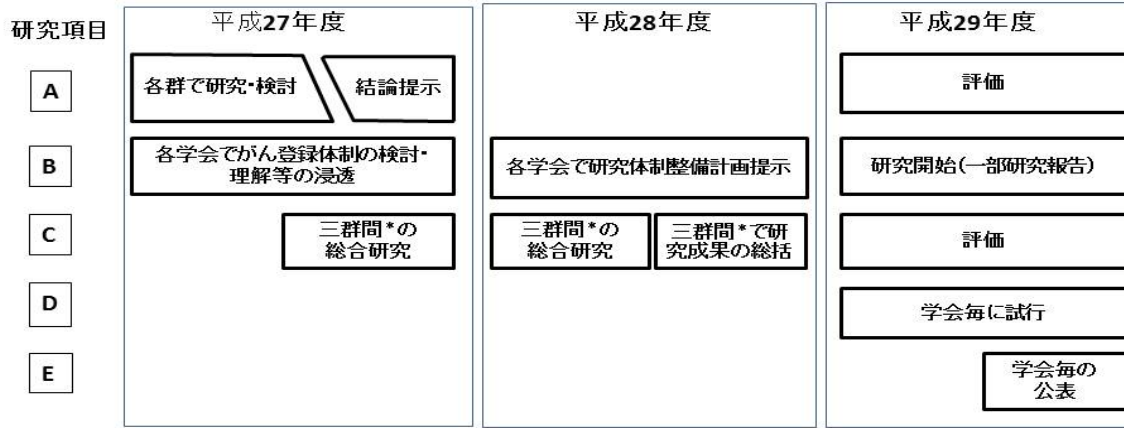 研究項目
平成27年度
平成28年度
平成29年度
A
各群で研究・検討
結論提示
評価
B
各学会でがん登録体制の検討・
理解等の浸透
各学会で研究体制整備計画提示
研究開始(一部研究報告)
C
三群間*の
総合研究
三群間*の
総合研究
三群間*で研
究成果の総括
評価
D
学会毎に試行
E
学会毎の
公表